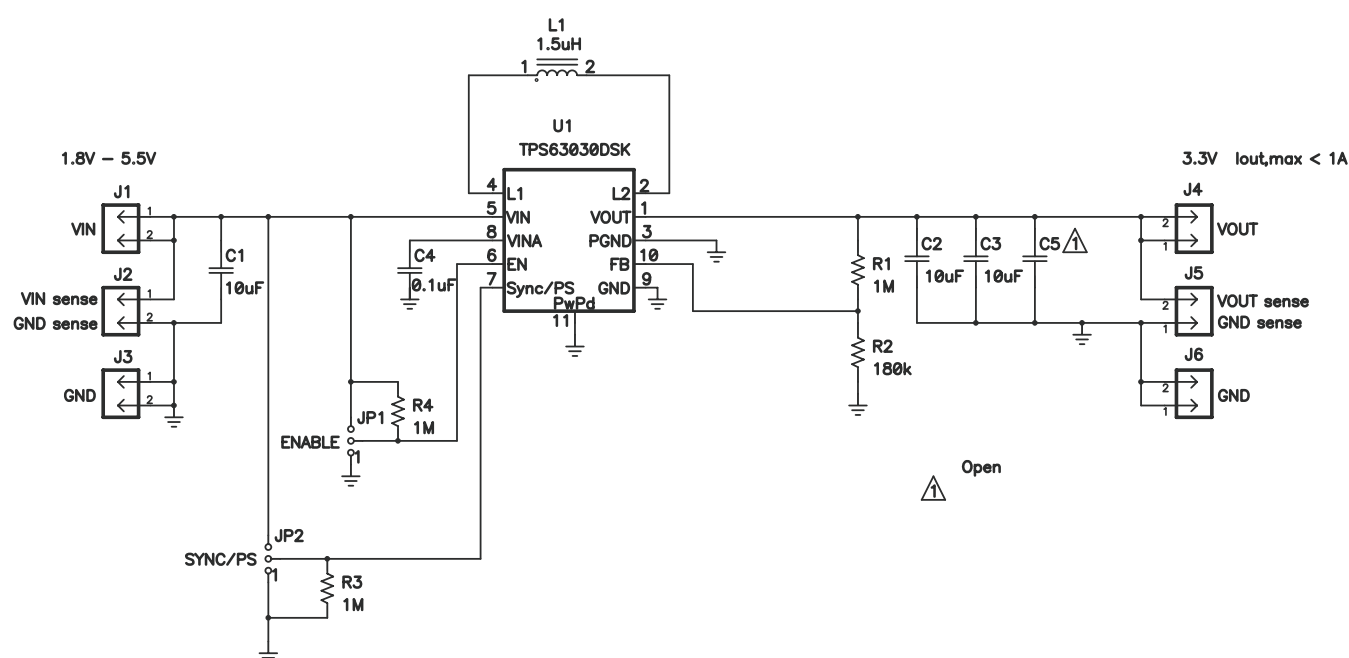 L1
1.5uH
1 2
U1
TPS63030DSK
1.8V – 5.5V
3.3V Iout,max < 1A
J1
VIN
1
2
J2
VIN sense
GND sense
1
2
J3
GND
1
2
C1
10uF
C4
0.1uF
4 L1
5 VIN
8 VINA
6 EN
7 Sync/PS
L2 2
VOUT 1
PGND 3
FB 10
GND 9
PwPd
11
R1
1M
R2
180k
C2
10uF
C3
10uF
C5 1
J4
VOUT
2
1
J5
VOUT sense
GND sense
2
1
J6
GND
2
1
R4
1M
JP1
ENABLE
1
JP2
SYNC/PS
1
R3
1M
1 Open